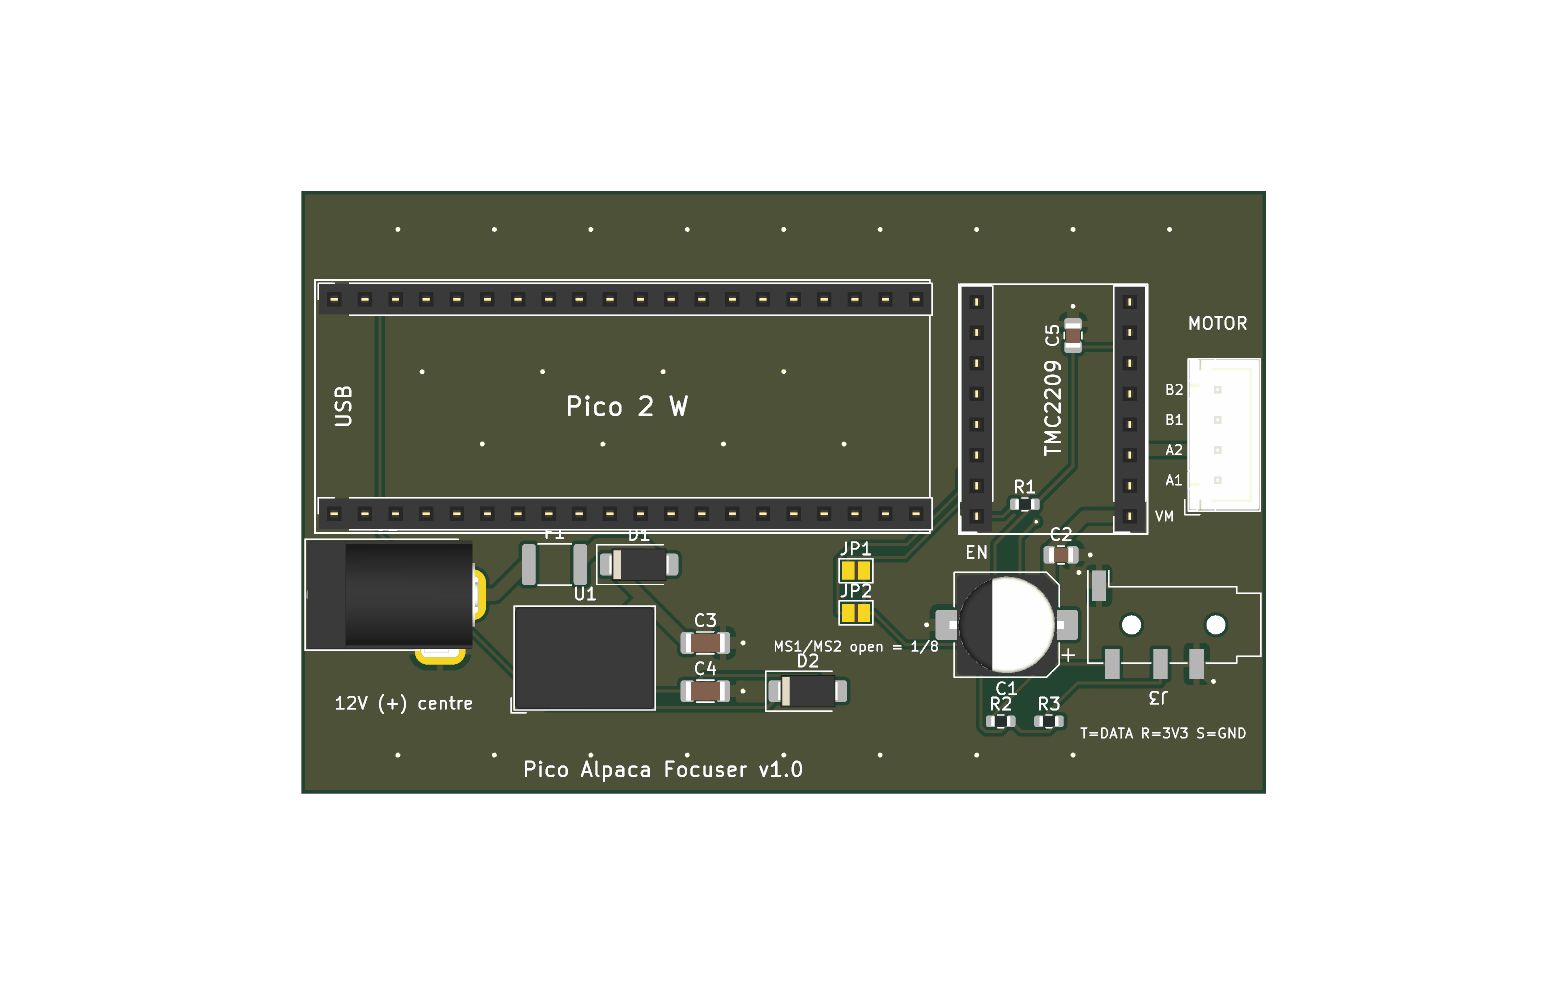 MOTOR
C5
USB
Pico 2 W
TMC2209
B2
B1
A2
A1
R1
VM
F1
D1
JP1
EN
C2
U1
JP2
C3
MS1/MS2 open = 1/8
+
C4
D2
12V (+) centre
C1
J3
R2
R3
T=DATA R=3V3 S=GND
Pico Alpaca Focuser v1.0